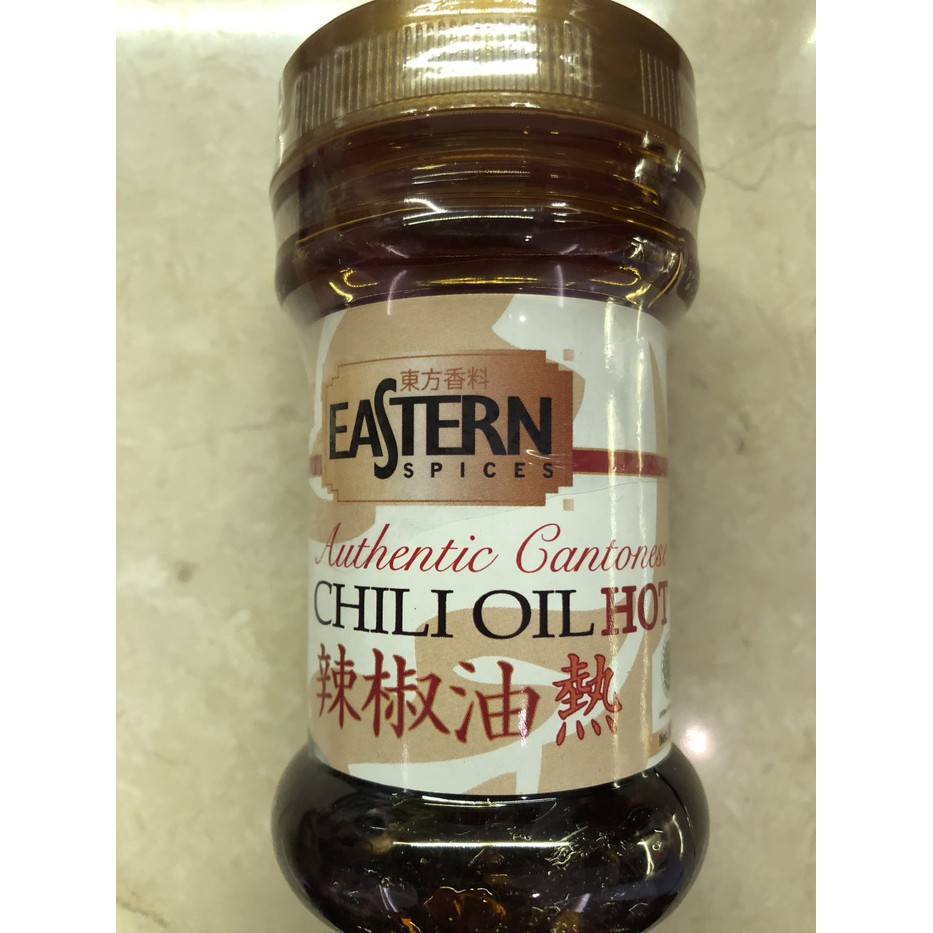 東方香料
EASTERN
SPICES
Authentic Cantonese
CHILI OIL HOT
辣椒油 熱